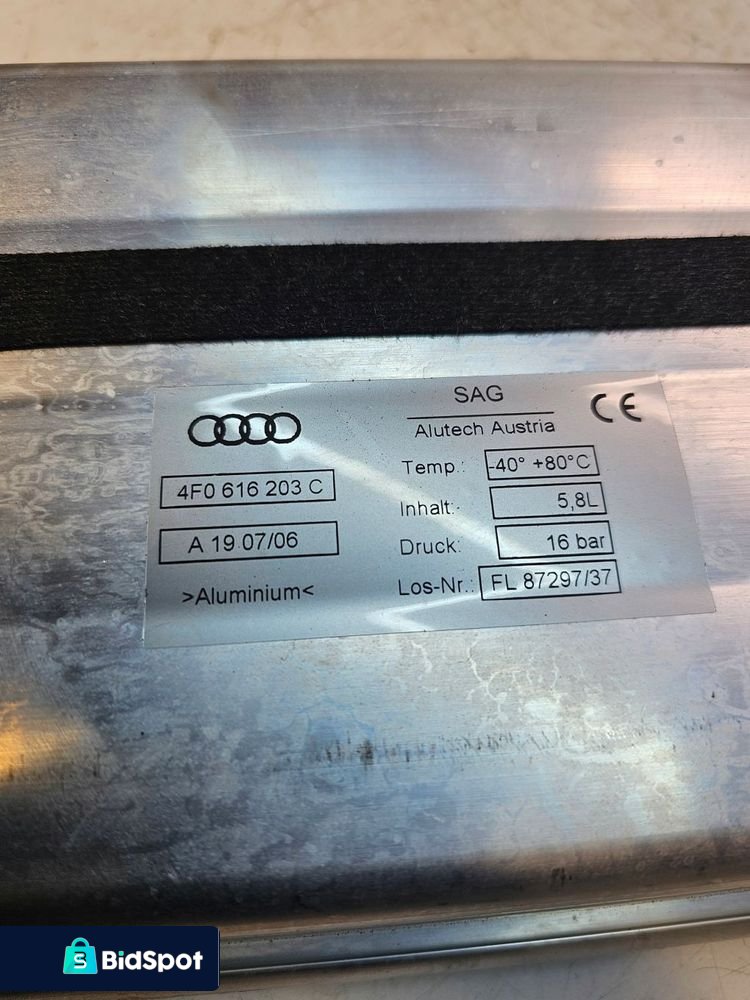 SAG
Alutech Austria
CE
4F0 616 203 C
A 19 07/06
>Aluminium<
Temp.: -40° +80°C
Inhalt: 5,8L
Druck: 16 bar
Los-Nr.: FL 87297/37
BidSpot